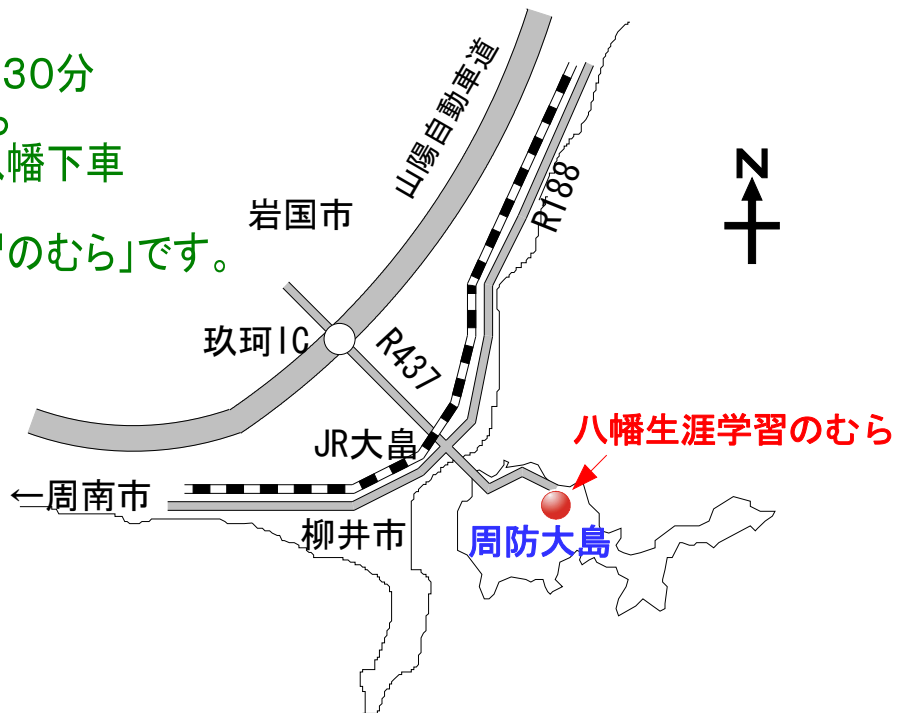 30分
幡下車
のむら」です。
山陽自動車道
N
岩国市
R188
玖珂IC
R437
JR大畠
八幡生涯学習のむら
←周南市
柳井市
周防大島